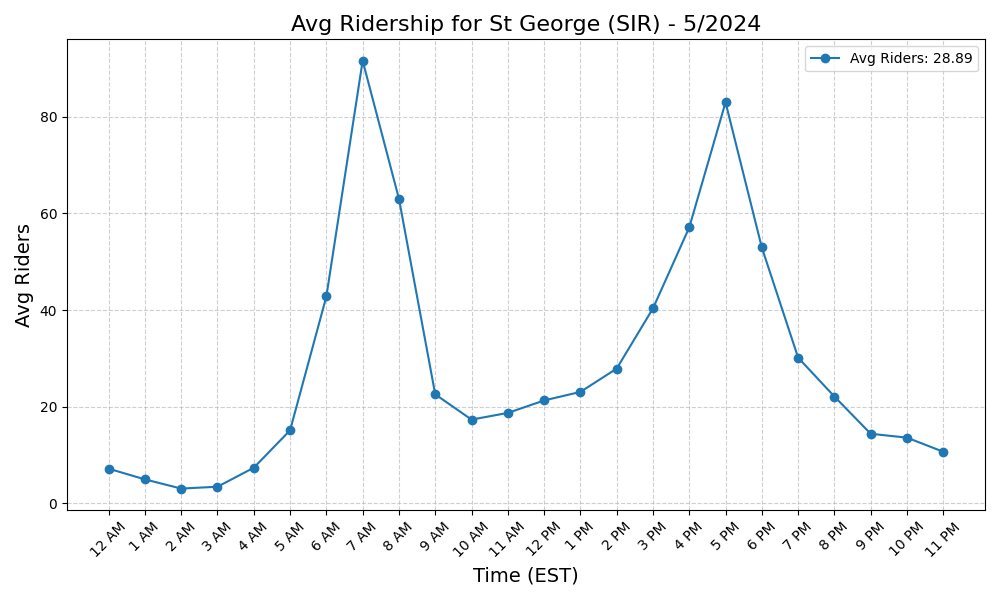 Avg Ridership for St George (SIR) - 5/2024
Avg Riders: 28.89
Avg Riders
80
60
40
20
0
12 AM
1 AM
2 AM
3 AM
4 AM
5 AM
6 AM
7 AM
8 AM
9 AM
10 AM
11 AM
12 PM
1 PM
2 PM
3 PM
4 PM
5 PM
6 PM
7 PM
8 PM
9 PM
10 PM
11 PM
Time (EST)